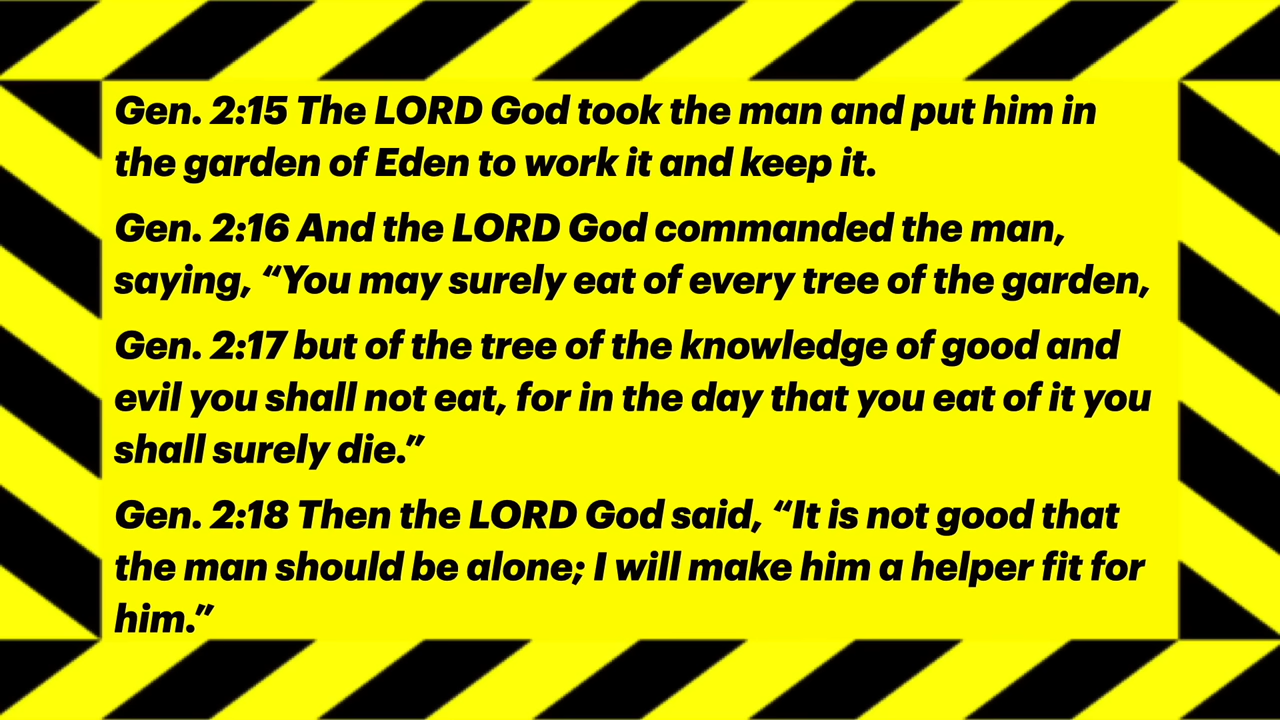 Gen. 2:15 The LORD God took the man and put him in
the garden of Eden to work it and keep it.
Gen. 2:16 And the LORD God commanded the man,
saying, “You may surely eat of every tree of the garden,
Gen. 2:17 but of the tree of the knowledge of good and
evil you shall not eat, for in the day that you eat of it you
shall surely die.”
Gen. 2:18 Then the LORD God said, “It is not good that
the man should be alone; I will make him a helper fit for
him.”